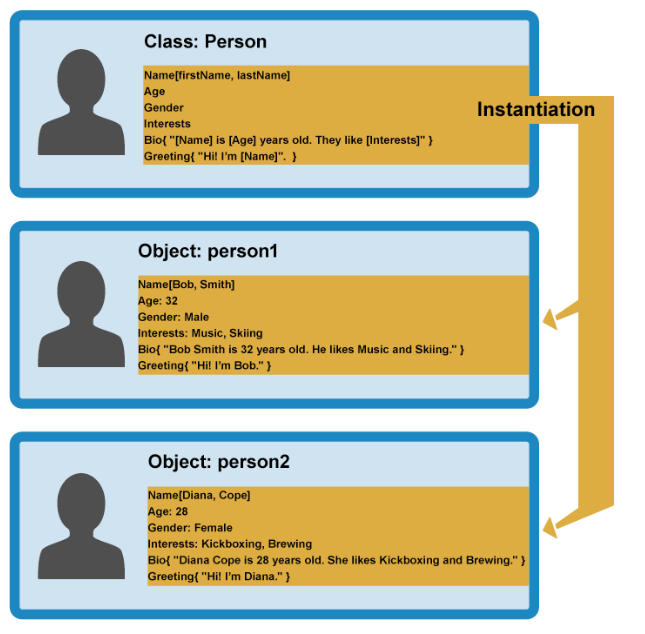 Class: Person
Name[firstName, lastName]
Age
Gender
Interests
Bio{ "[Name] is [Age] years old. They like [Interests]" }
Greeting{ "Hi! I'm [Name]".  }
Instantiation
Object: person1
Name[Bob, Smith]
Age: 32
Gender: Male
Interests: Music, Skiing
Bio{ "Bob Smith is 32 years old. He likes Music and Skiing." }
Greeting{ "Hi! I'm Bob." }
Object: person2
Name[Diana, Cope]
Age: 28
Gender: Female
Interests: Kickboxing, Brewing
Bio{ "Diana Cope is 28 years old. She likes Kickboxing and Brewing." }
Greeting{ "Hi! I'm Diana." }